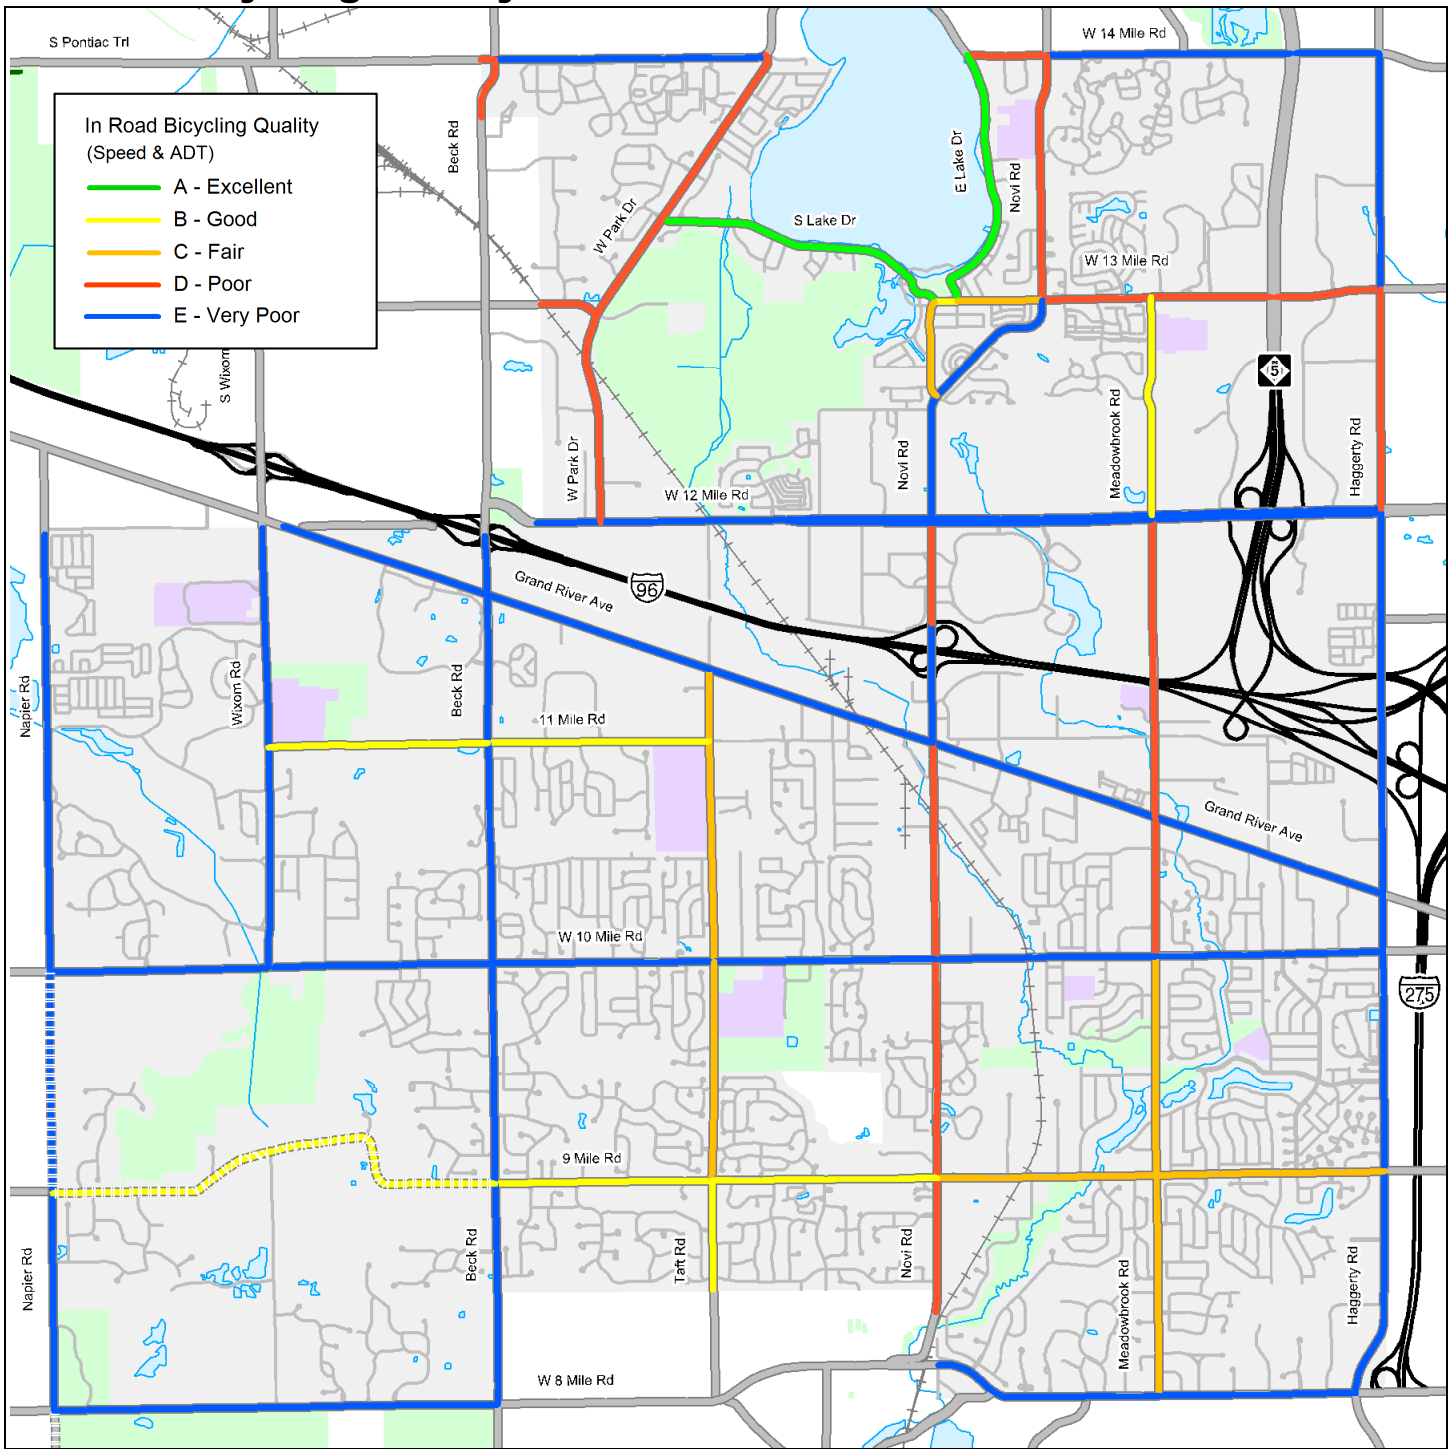 S Pontiac Trl
W 14 Mile Rd
In Road Bicycling Quality
(Speed & ADT)
A - Excellent
B - Good
C - Fair
D - Poor
E - Very Poor
Beck Rd
E Lake Dr
Novi Rd
W Park Dr
S Lake Dr
W 13 Mile Rd
S Wixom
5
Meadowbrook Rd
Haggerty Rd
W Park Dr
Novi Rd
W 12 Mile Rd
Grand River Ave
96
Napier Rd
Wixom Rd
Beck Rd
11 Mile Rd
Grand River Ave
W 10 Mile Rd
275
9 Mile Rd
Napier Rd
Beck Rd
Taft Rd
Novi Rd
Meadowbrook Rd
Haggerty Rd
W 8 Mile Rd